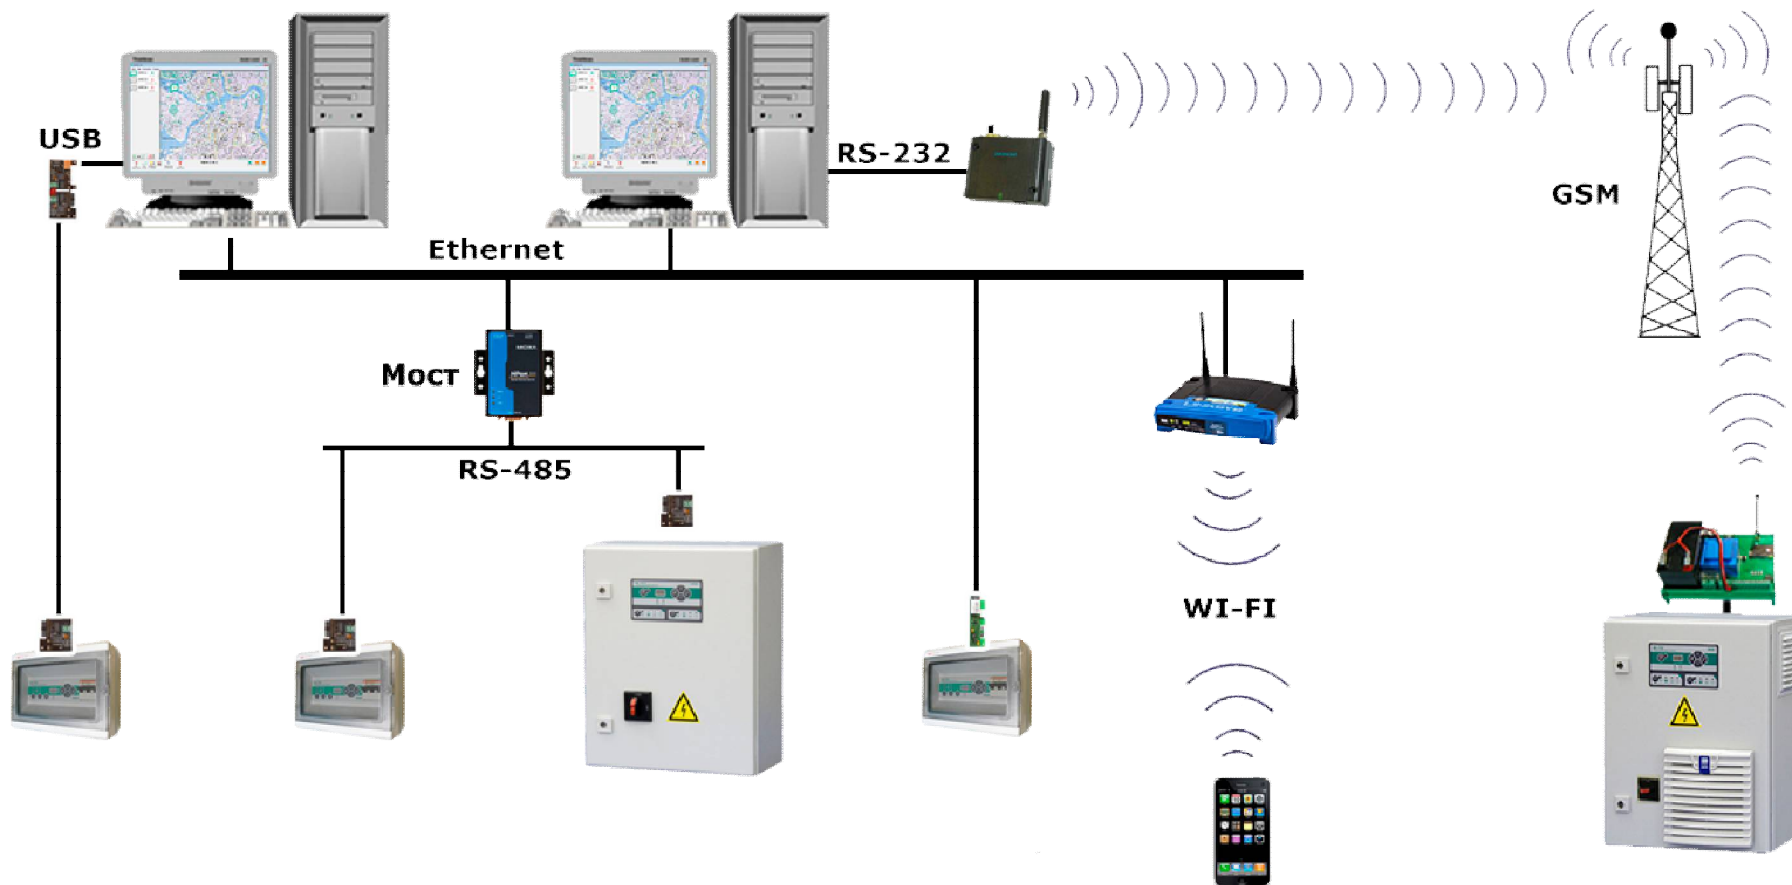 USB
RS-232
GSM
Ethernet
Мост
RS-485
WI-FI